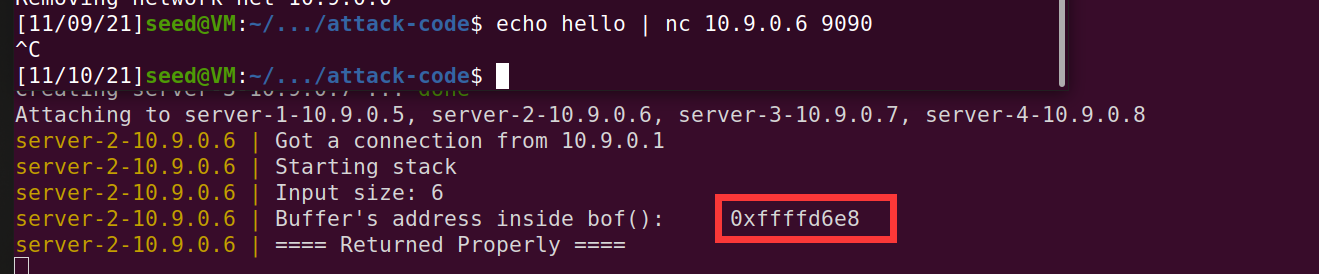 Removing network net-10.9.0.0
[11/09/21]seed@VM:~/.../attack-code$ echo hello | nc 10.9.0.6 9090
^C
[11/10/21]seed@VM:~/.../attack-code$
Creating server-3-10.9.0.7 ... done
Attaching to server-1-10.9.0.5, server-2-10.9.0.6, server-3-10.9.0.7, server-4-10.9.0.8
server-2-10.9.0.6 | Got a connection from 10.9.0.1
server-2-10.9.0.6 | Starting stack
server-2-10.9.0.6 | Input size: 6
server-2-10.9.0.6 | Buffer's address inside bof():     0xffffd6e8
server-2-10.9.0.6 | ==== Returned Properly ====